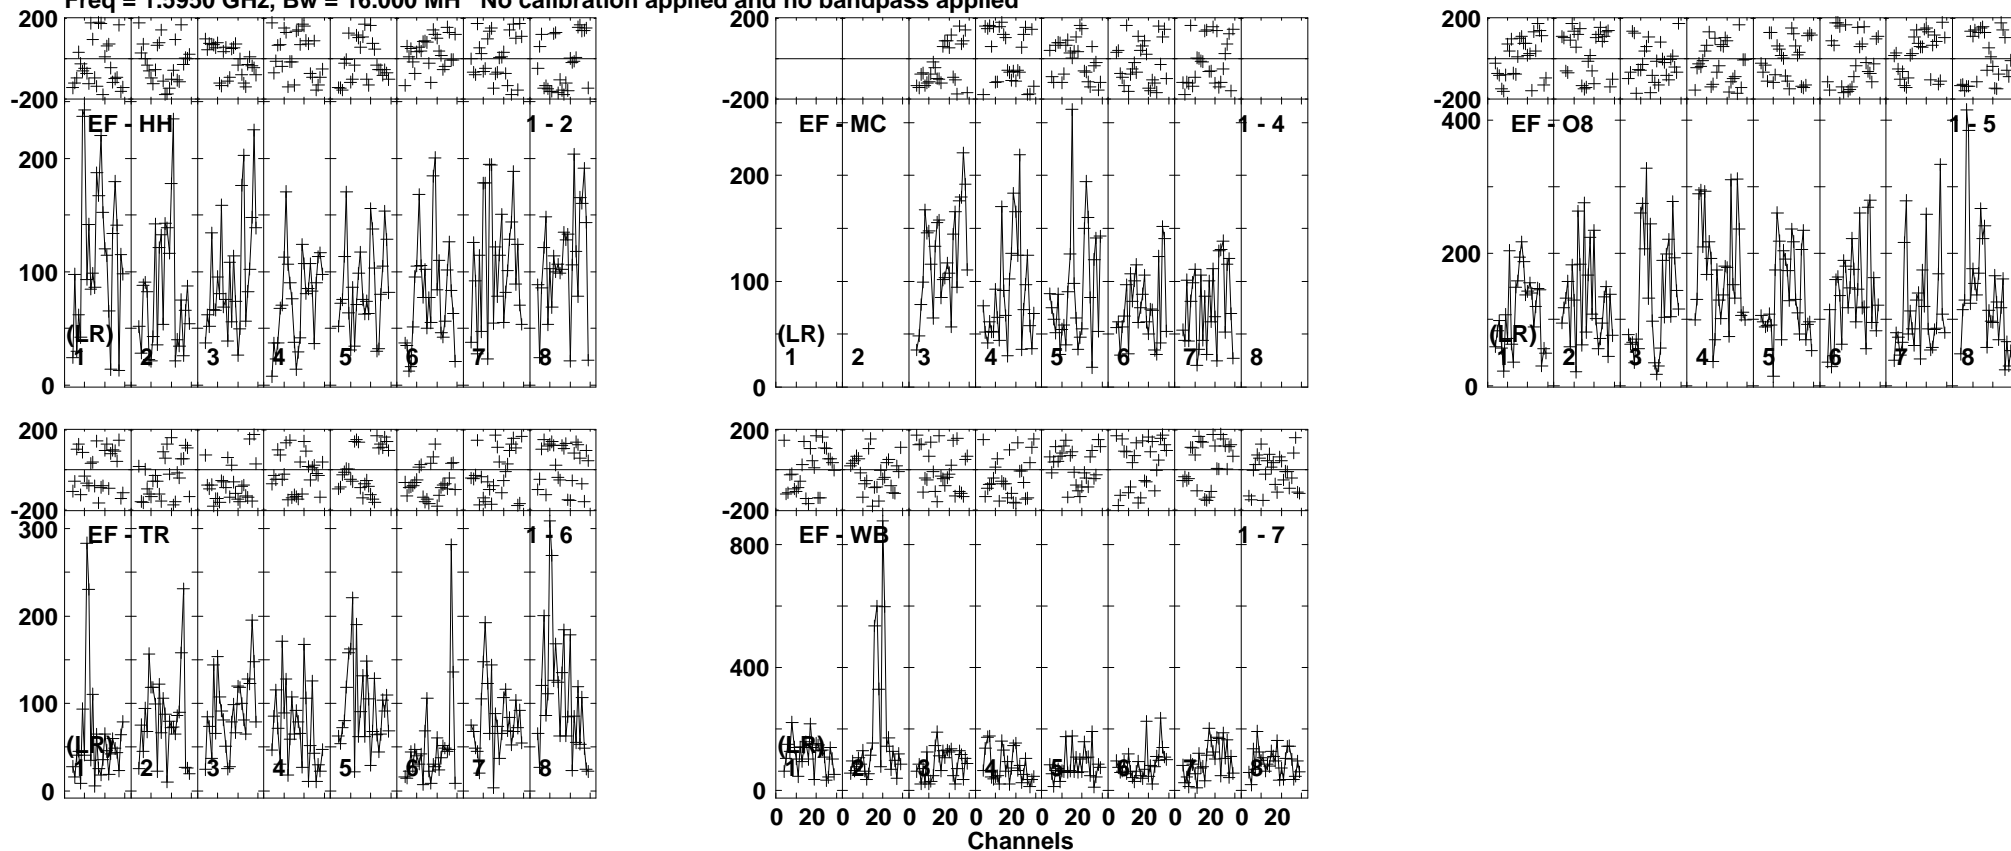 Freq = 1.5950 GHz, Bw = 16.000 MH No calibration applied and no bandpass applied
200
-200
EF - HH 1 - 2
200
100
0
(LR)
1 2 3 4 5 6 7 8
200
-200
EF - MC 1 - 4
200
100
0
(LR)
1 2 3 4 5 6 7 8
200
-200
EF - O8 1 - 5
400
200
0
(LR)
1 2 3 4 5 6 7 8
200
-200
EF - TR 1 - 6
300
200
100
0
(LR)
1 2 3 4 5 6 7 8
200
-200
EF - WB 1 - 7
800
400
0
(LR)
1 2 3 4 5 6 7 8
0 20 0 20 0 20 0 20 0 20 0 20 0 20 0 20
Channels